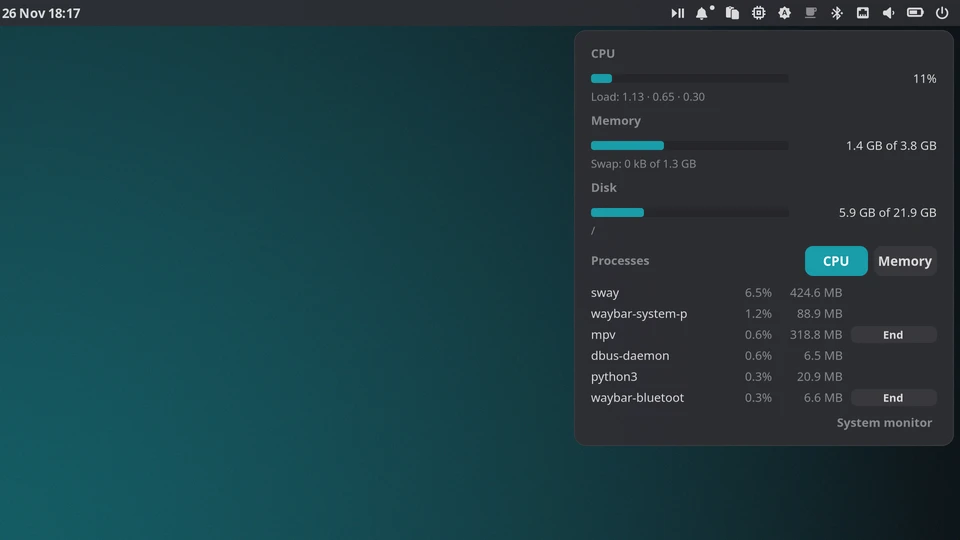 26 Nov 18:17
CPU
11%
Load: 1.13 · 0.65 · 0.30
Memory
1.4 GB of 3.8 GB
Swap: 0 kB of 1.3 GB
Disk
5.9 GB of 21.9 GB
/
Processes CPU Memory
sway 6.5% 424.6 MB
waybar-system-p 1.2% 88.9 MB
mpv 0.6% 318.8 MB End
dbus-daemon 0.6% 6.5 MB
python3 0.3% 20.9 MB
waybar-bluetoot 0.3% 6.6 MB End
System monitor